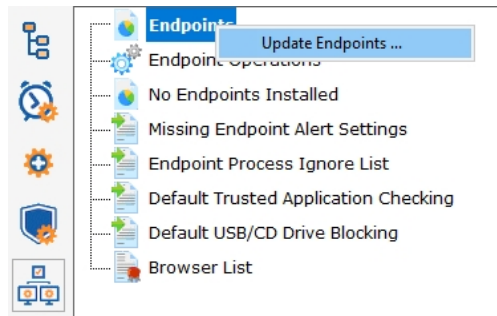 Endpoints
Update Endpoints ...
Endpoint Operations
No Endpoints Installed
Missing Endpoint Alert Settings
Endpoint Process Ignore List
Default Trusted Application Checking
Default USB/CD Drive Blocking
Browser List